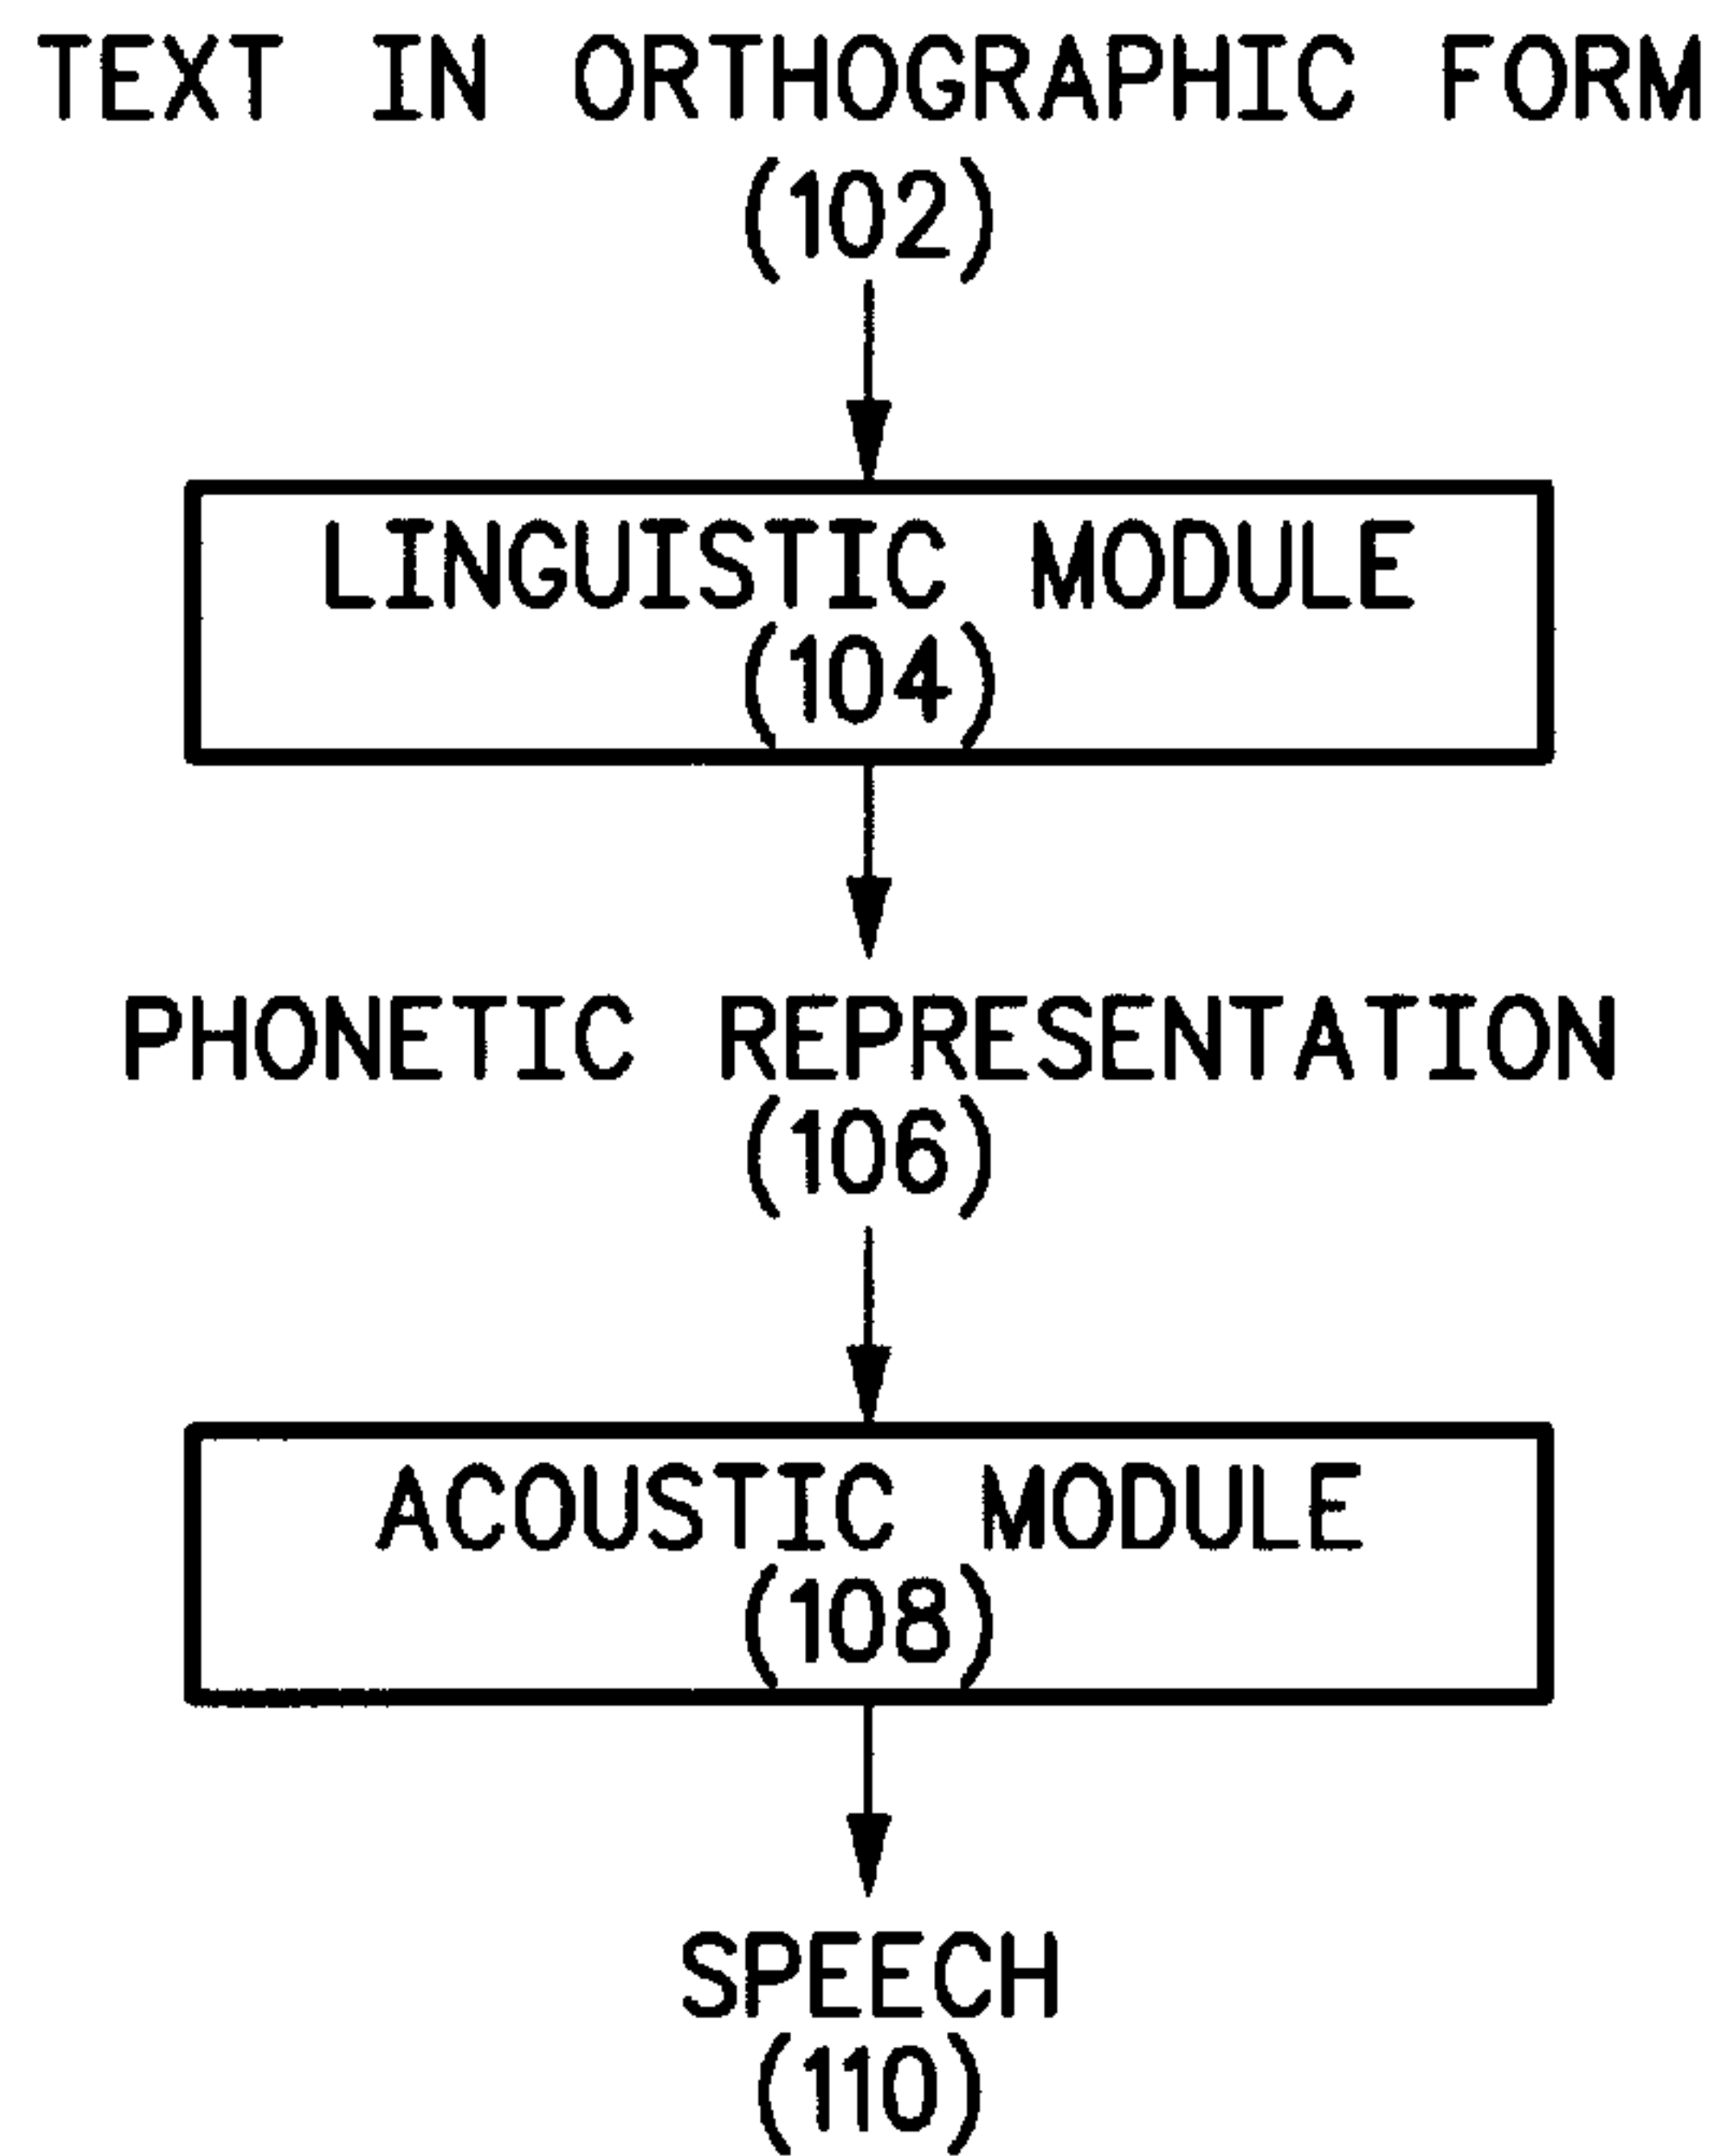 TEXT IN ORTHOGRAPHIC FORM
(102)
LINGUISTIC MODULE
(104)
PHONETIC REPRESENTATION
(106)
ACOUSTIC MODULE
(108)
SPEECH
(110)